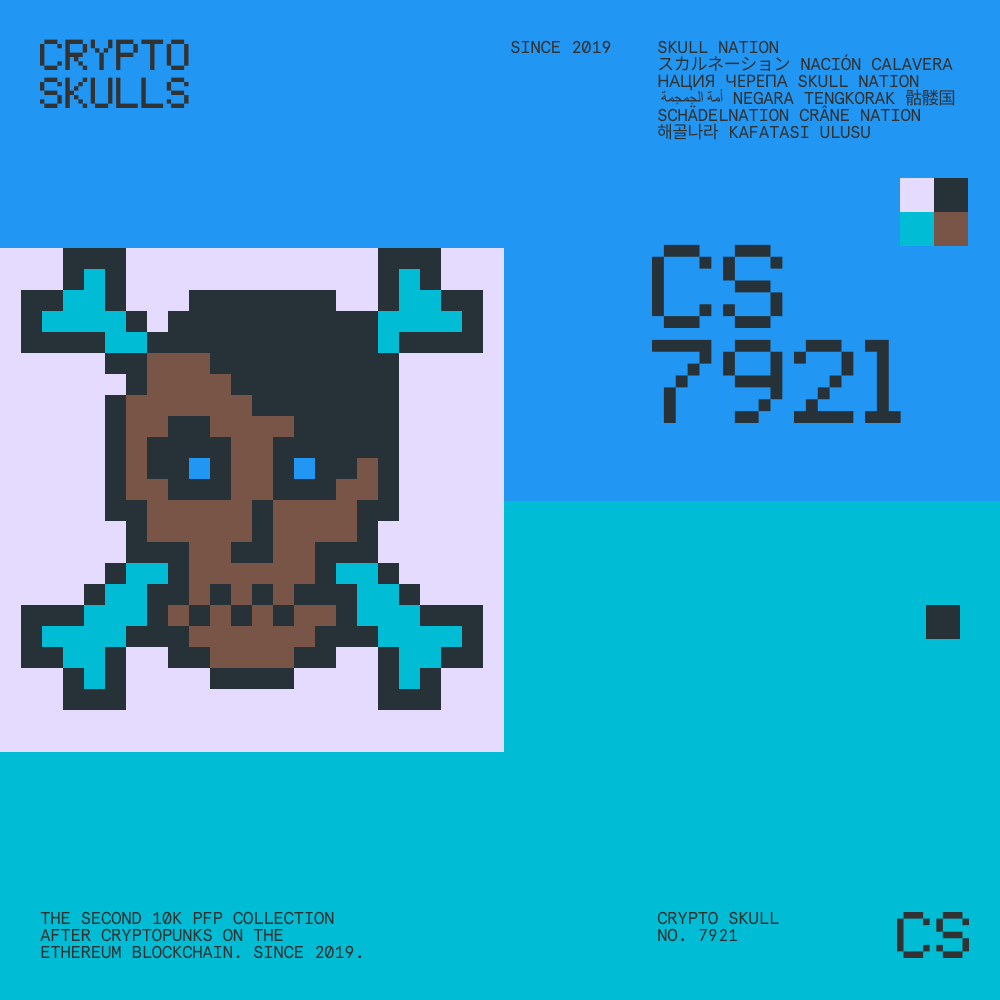 CRYPTO
SKULLS
SINCE 2019
SKULL NATION
スカルネーション NACIÓN CALAVERA
НАЦИЯ ЧЕРЕПА SKULL NATION
أمة الجمجمة NEGARA TENGKORAK 骷髅国
SCHÄDELNATION CRÂNE NATION
해골나라 KAFATASI ULUSU
CS
7921
THE SECOND 10K PFP COLLECTION
AFTER CRYPTOPUNKS ON THE
ETHEREUM BLOCKCHAIN. SINCE 2019.
CRYPTO SKULL
NO. 7921
CS